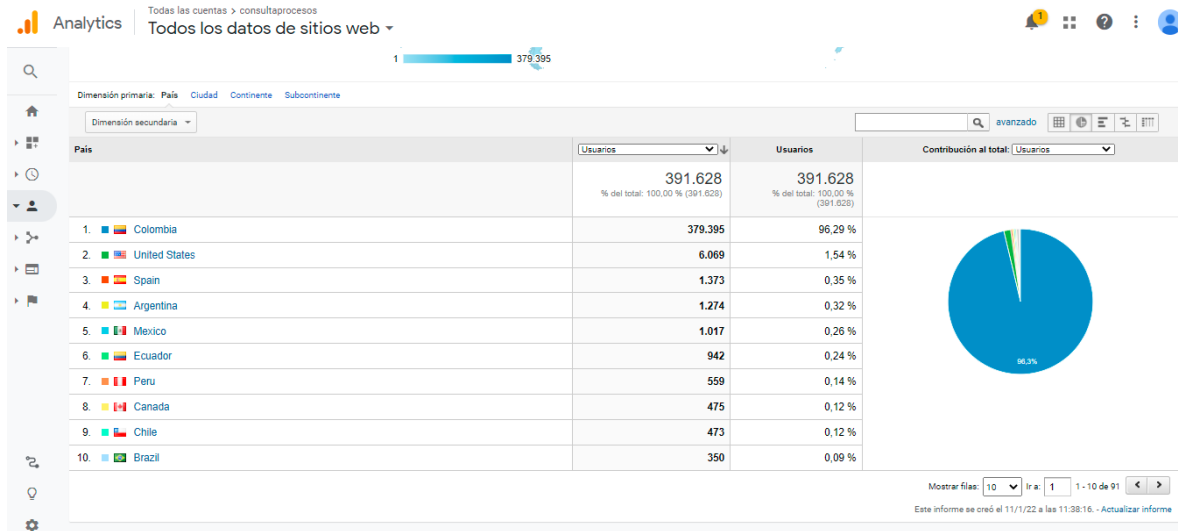 Analytics
Todas las cuentas > consultaprocesos
Todos los datos de sitios web
1
1 379.395
Dimensión primaria: País Ciudad Continente Subcontinente
Dimensión secundaria
avanzado
País Usuarios Usuarios Contribución al total: Usuarios
391.628 391.628
% del total: 100,00 % (391.628) % del total: 100,00 %
(391.628)
1. Colombia 379.395 96,29 %
2. United States 6.069 1,54 %
3. Spain 1.373 0,35 %
4. Argentina 1.274 0,32 %
5. Mexico 1.017 0,26 %
6. Ecuador 942 0,24 %
7. Peru 559 0,14 %
8. Canada 475 0,12 %
9. Chile 473 0,12 %
10. Brazil 350 0,09 %
96,3%
Mostrar filas: 10 Ir a: 1 1 - 10 de 91
Este informe se creó el 11/1/22 a las 11:38:16. - Actualizar informe